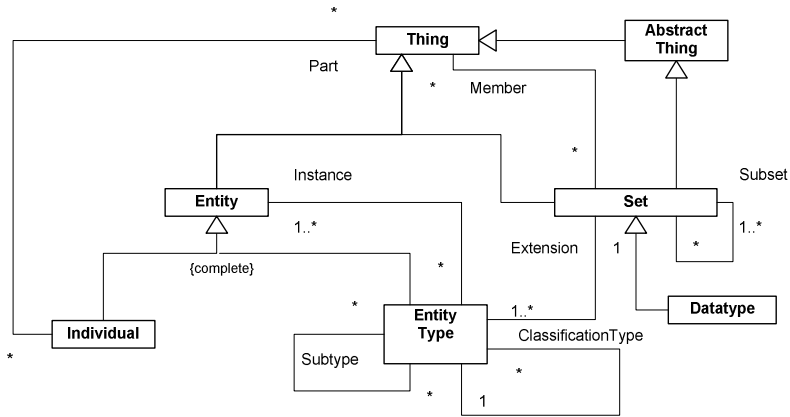 *
Thing
Abstract
Thing
Part
*
Member
*
Instance
Subset
Entity
Set
1..*
1..*
Extension
1
*
{complete}
*
*
1..*
Entity
Type
Datatype
Individual
ClassificationType
*
Subtype
*
*
1